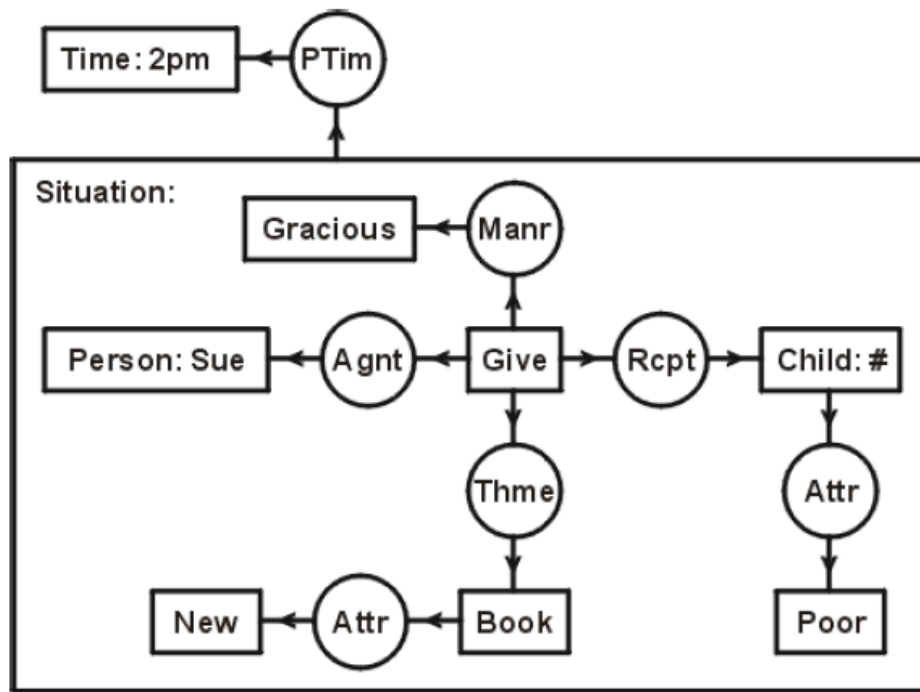 Time: 2pm PTim
Situation:
Gracious Manr
Person: Sue Agnt Give Rcpt Child: #
Thme Attr
New Attr Book Poor